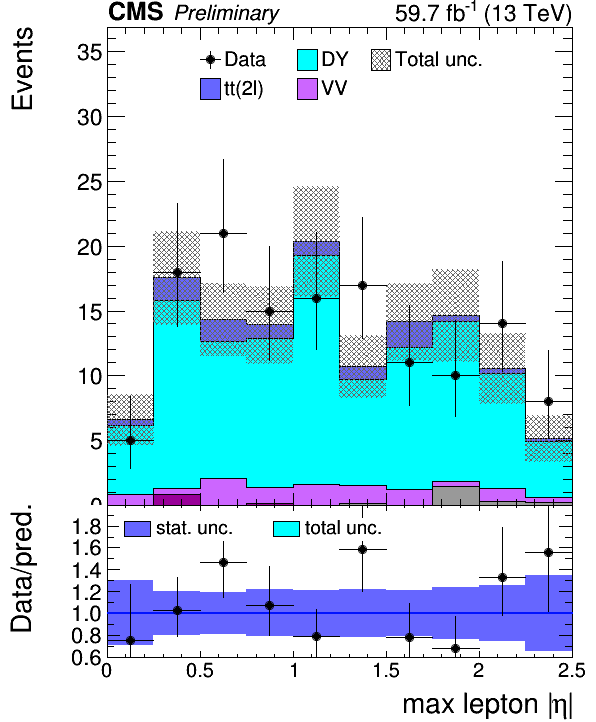 CMS Preliminary 59.7 fb⁻¹ (13 TeV)
Events
35
30
25
20
15
10
5
0
Data DY Total unc.
tt(2l) VV
Data/pred.
1.8
1.6
1.4
1.2
1.0
0.8
0.6
stat. unc. total unc.
0 0.5 1 1.5 2 2.5
max lepton |η|